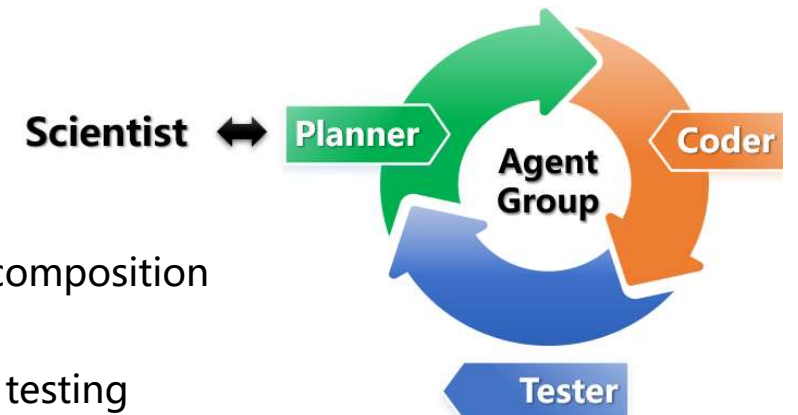 Scientist
Planner
Agent
Group
Coder
composition
testing
Tester